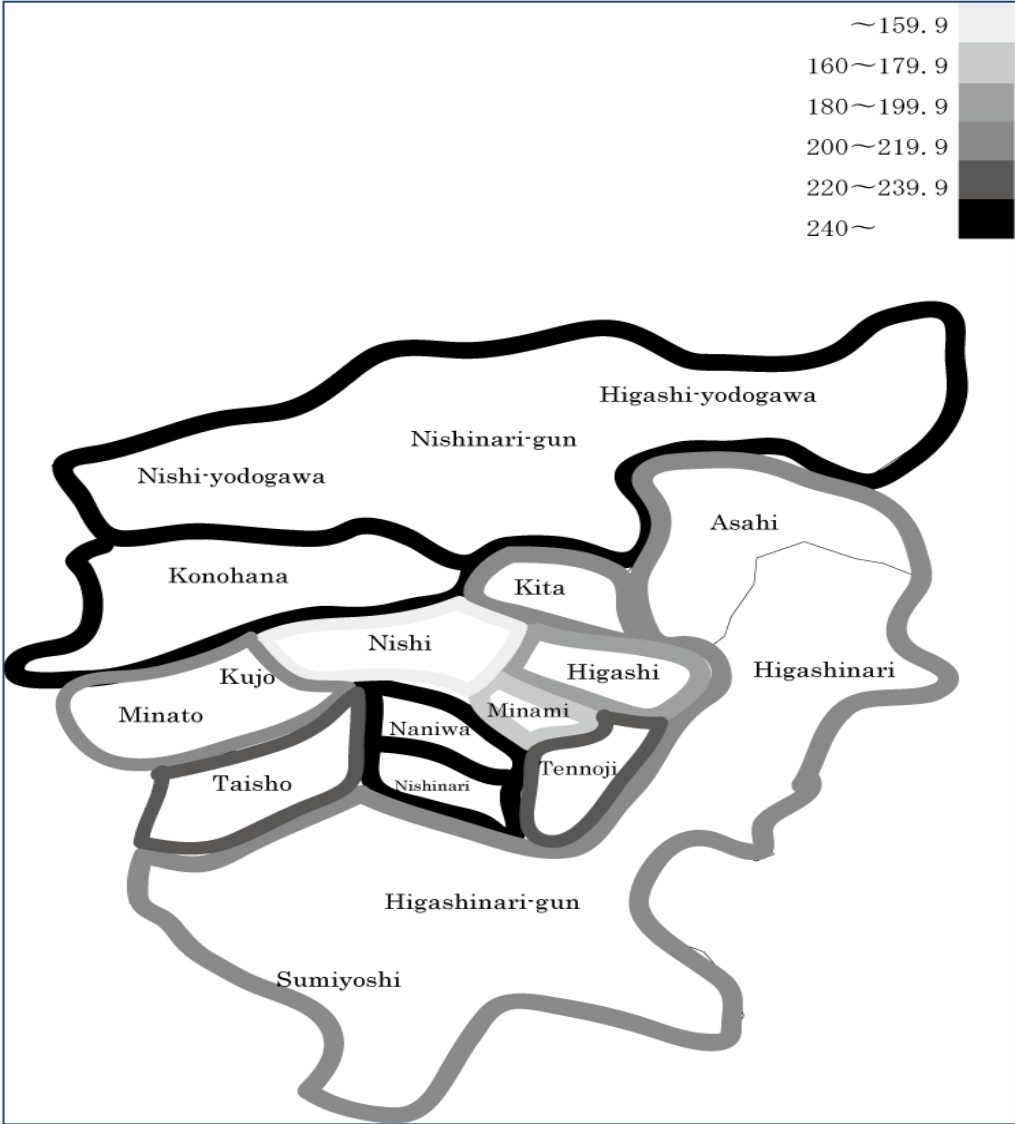 ～159.9
160～179.9
180～199.9
200～219.9
220～239.9
240～
Higashi-yodogawa
Nishinari-gun
Nishi-yodogawa
Asahi
Konohana
Kita
Nishi
Higashi
Higashinari
Kujo
Minato
Minami
Naniwa
Tennoji
Taisho
Nishinari
Higashinari-gun
Sumiyoshi